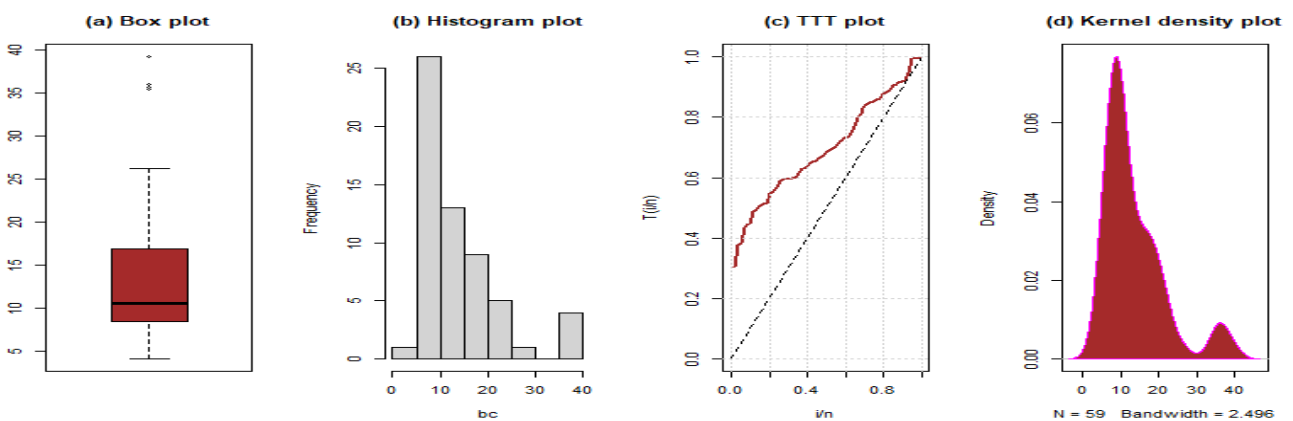 (a) Box plot
40
35
30
25
20
15
10
5
(b) Histogram plot
Frequency
25
20
15
10
5
0
0 10 20 30 40
bc
(c) TTT plot
T(i/n)
1.0
0.8
0.6
0.4
0.2
0.0
0.0 0.4 0.8
i/n
(d) Kernel density plot
Density
0.06
0.04
0.02
0.00
0 10 20 30 40
N = 59 Bandwidth = 2.496